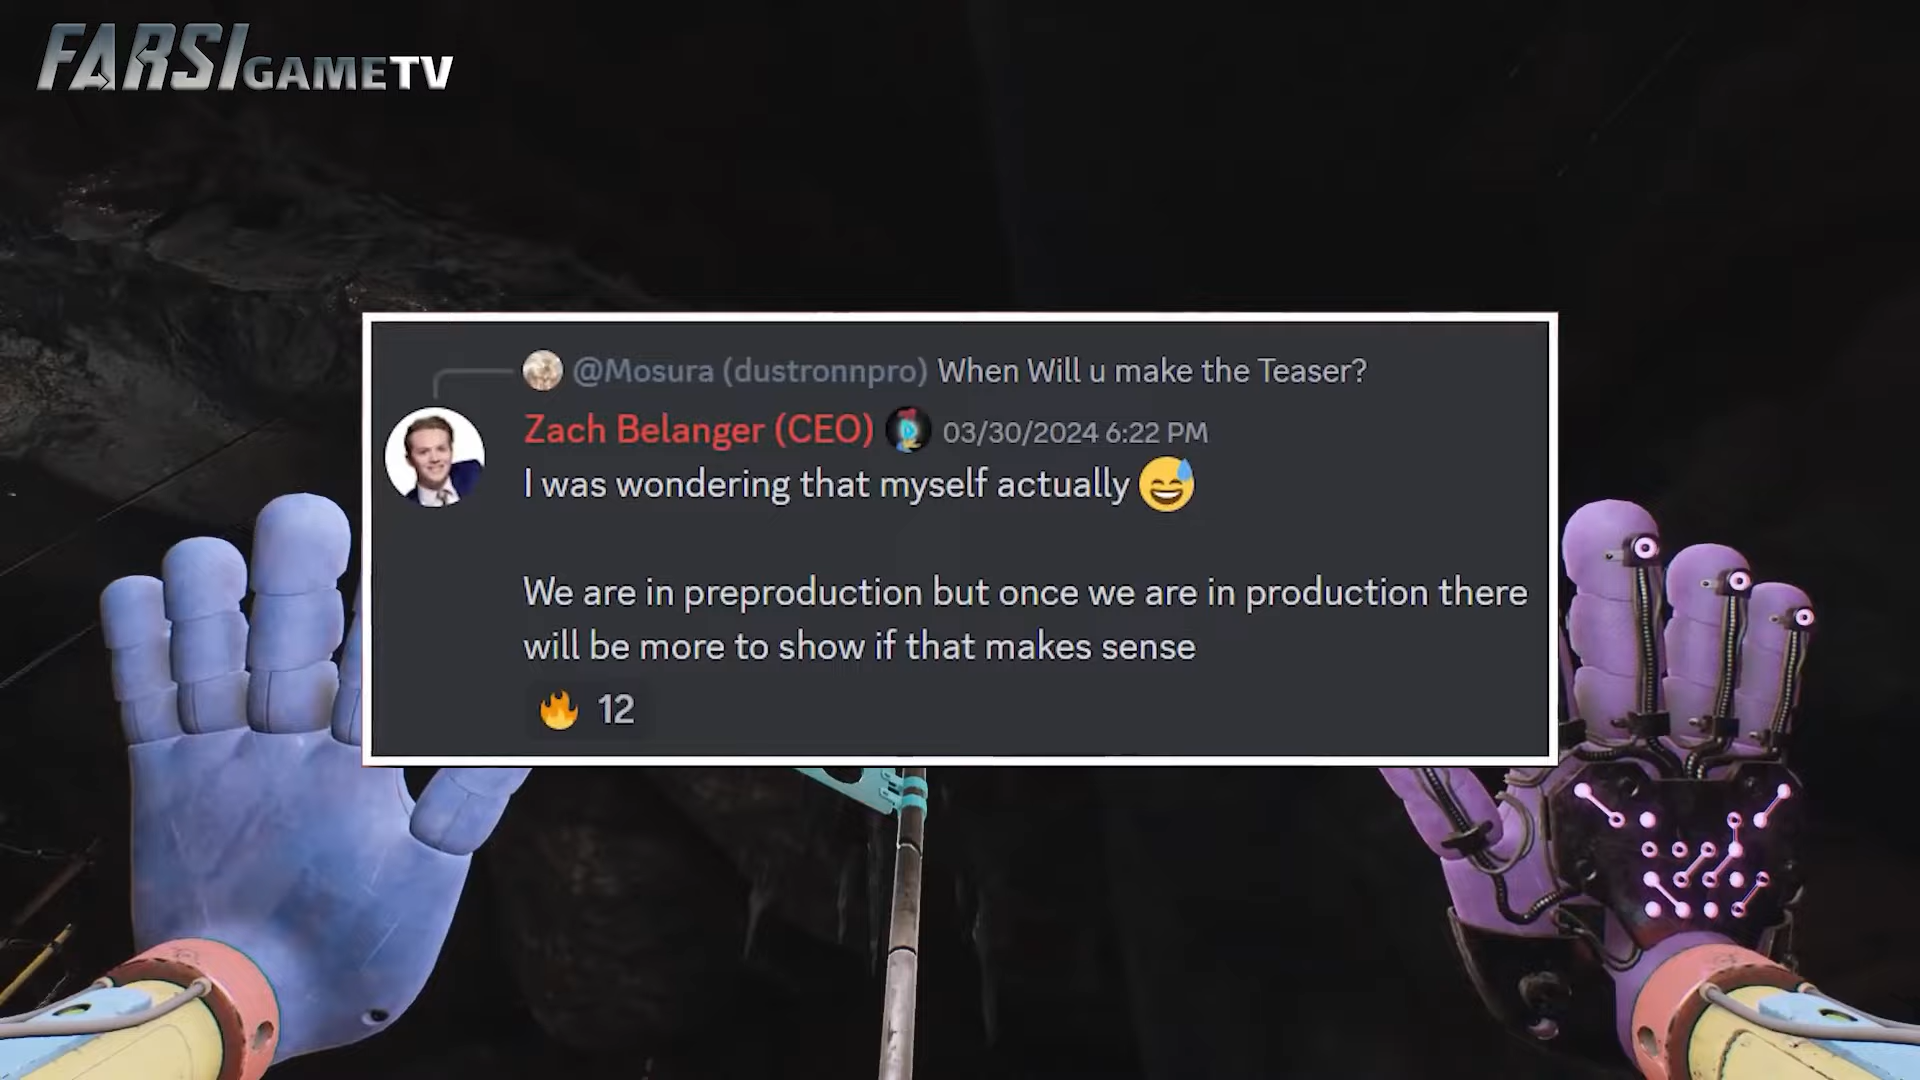 FARSIGAMETV
@Mosura (dustronnpro) When Will u make the Teaser?
Zach Belanger (CEO) 03/30/2024 6:22 PM
I was wondering that myself actually 😅
We are in preproduction but once we are in production there
will be more to show if that makes sense
🔥 12